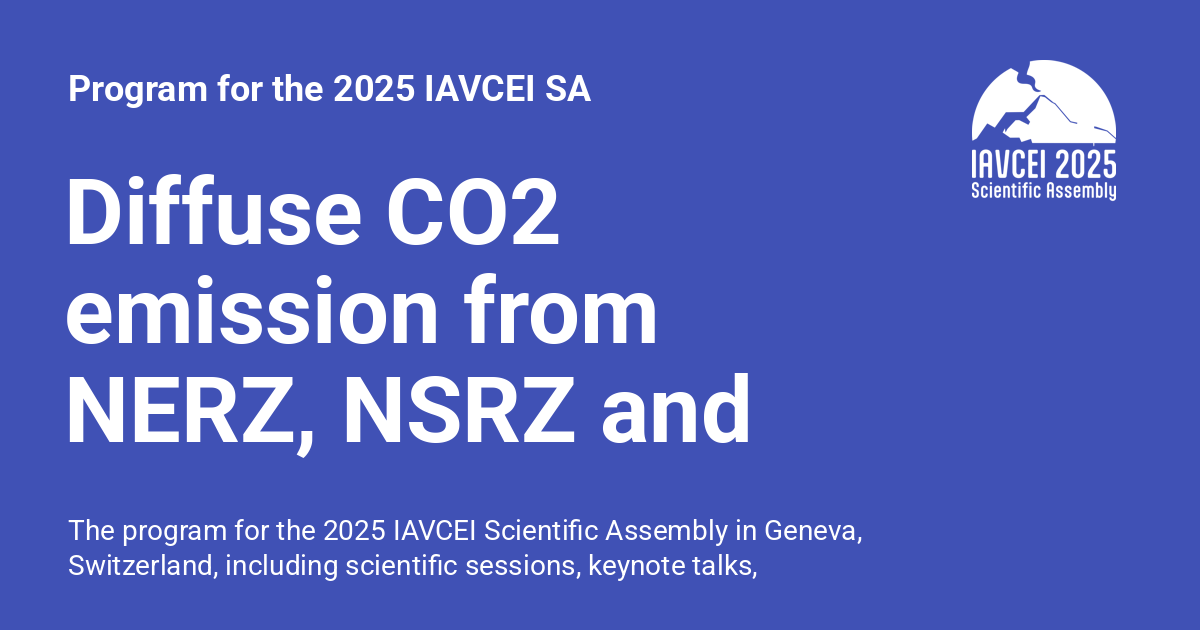 Program for the 2025 IAVCEI SA
IAVCEI 2025
Scientific Assembly
Diffuse CO2
emission from
NERZ, NSRZ and
The program for the 2025 IAVCEI Scientific Assembly in Geneva,
Switzerland, including scientific sessions, keynote talks,